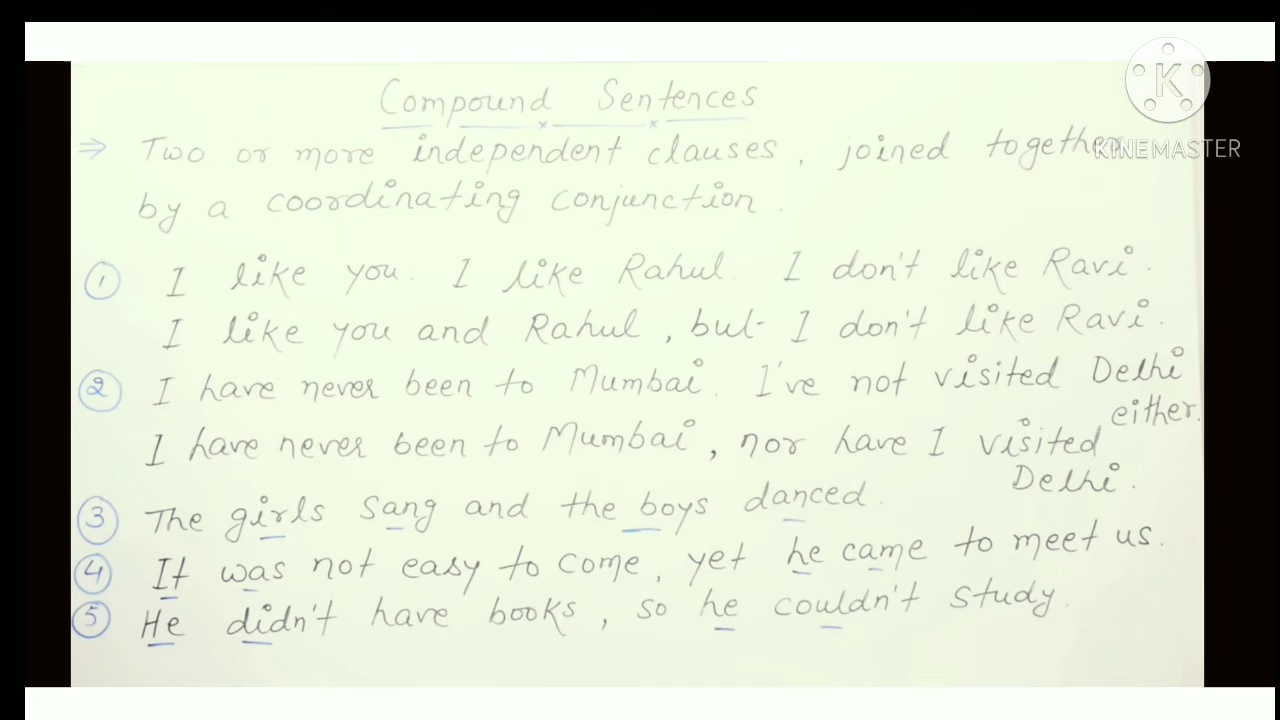 Compound Sentences
⇒ Two or more independent clauses, joined together
by a coordinating conjunction.
① I like you. I like Rahul. I don't like Ravi.
I like you and Rahul, but I don't like Ravi.
② I have never been to Mumbai. I've not visited Delhi
either.
I have never been to Mumbai, nor have I visited
Delhi.
③ The girls sang and the boys danced.
④ It was not easy to come, yet he came to meet us.
⑤ He didn't have books, so he couldn't study.
K
KINEMASTER